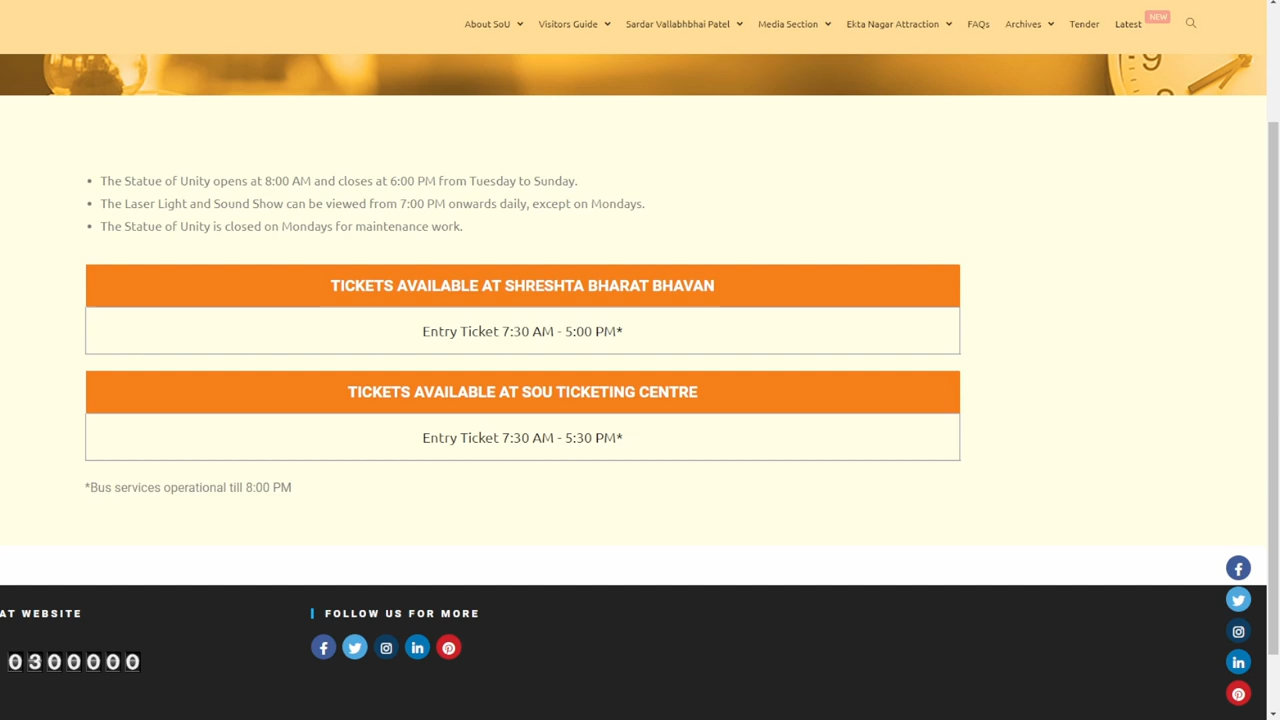 About SoU Visitors Guide Sardar Vallabhbhai Patel Media Section Ekta Nagar Attraction FAQs Archives Tender Latest NEW
9
The Statue of Unity opens at 8:00 AM and closes at 6:00 PM from Tuesday to Sunday.
The Laser Light and Sound Show can be viewed from 7:00 PM onwards daily, except on Mondays.
The Statue of Unity is closed on Mondays for maintenance work.
TICKETS AVAILABLE AT SHRESHTA BHARAT BHAVAN
Entry Ticket 7:30 AM - 5:00 PM*
TICKETS AVAILABLE AT SOU TICKETING CENTRE
Entry Ticket 7:30 AM - 5:30 PM*
*Bus services operational till 8:00 PM
AT WEBSITE
FOLLOW US FOR MORE
0300000